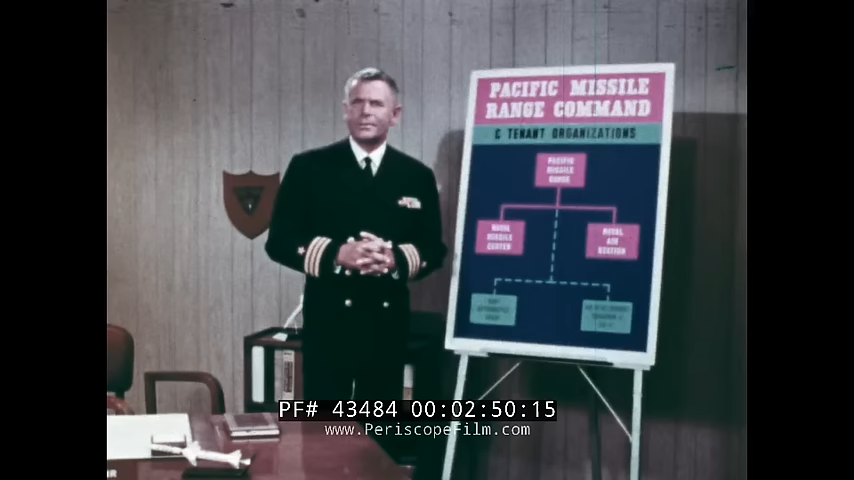 PACIFIC MISSILE
RANGE COMMAND
& TENANT ORGANIZATIONS
PACIFIC
MISSILE
RANGE
NAVAL
MISSILE
CENTER
NAVAL
AIR
STATION
PF# 43484 00:02:50:15
www.PeriscopeFilm.com